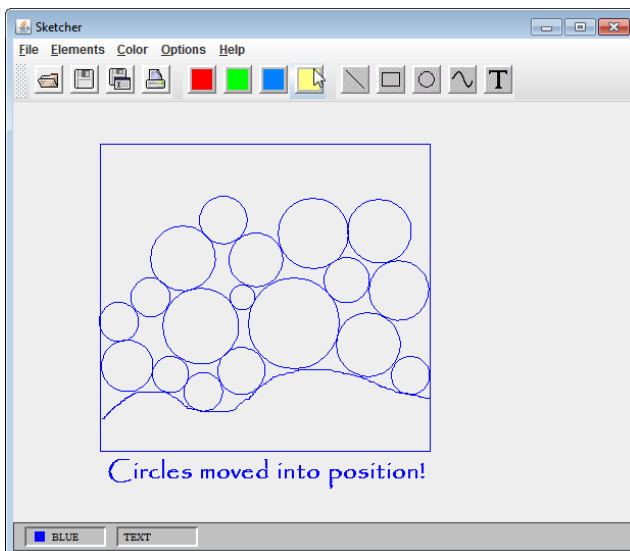 Sketcher
File Elements Color Options Help
T
Circles moved into position!
BLUE TEXT